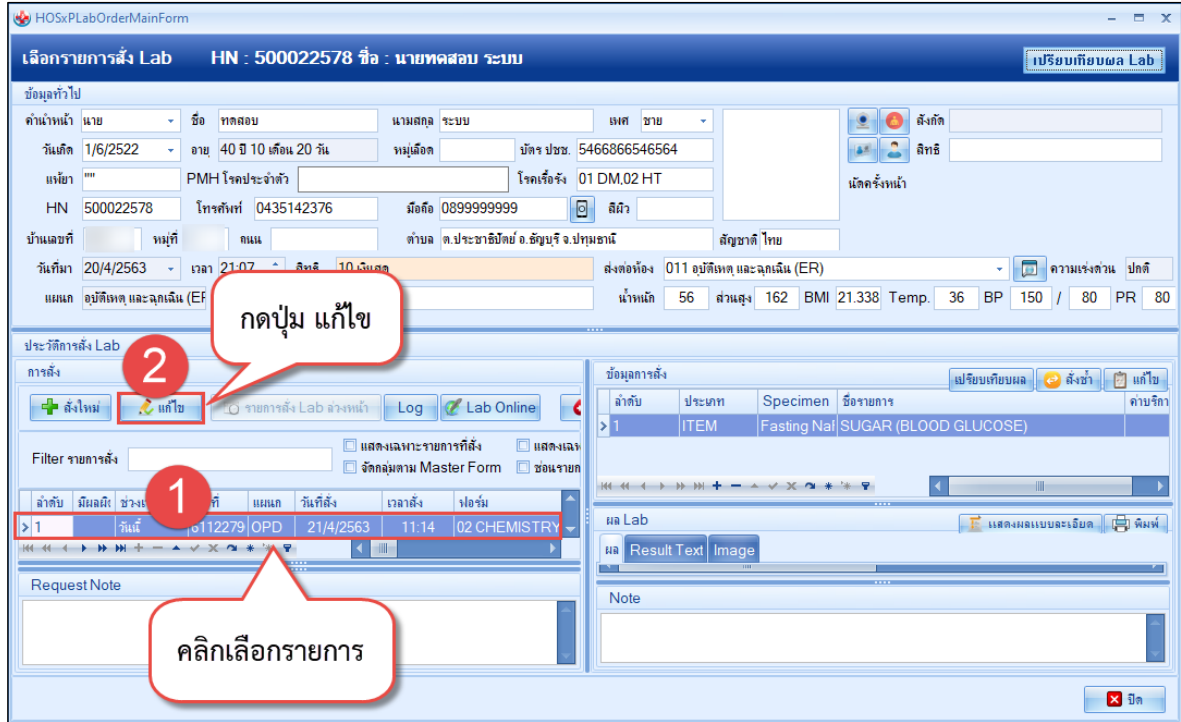 HOSxPLabOrderMainForm
เลือกรายการสั่ง Lab HN : 500022578 ชื่อ : นายทดสอบ ระบบ เปรียบเทียบผล Lab
ข้อมูลทั่วไป
คำนำหน้า นาย ชื่อ ทดสอบ นามสกุล ระบบ เพศ ชาย สังกัด
วันเกิด 1/6/2522 อายุ 40 ปี 10 เดือน 20 วัน หมู่เลือด บัตร ปชช. 5466866546564 สิทธิ
แพ้ยา "" PMH โรคประจำตัว โรคเรื้อรัง 01 DM,02 HT นัดครั้งหน้า
HN 500022578 โทรศัพท์ 0435142376 มือถือ 0899999999 สีผิว
บ้านเลขที่ หมู่ที่ ถนน ตำบล ต.ประชาธิปัตย์ อ.ธัญบุรี จ.ปทุมธานี สัญชาติ ไทย
วันที่มา 20/4/2563 เวลา 21:07 สิทธิ 10 เงินสด ส่งต่อห้อง 011 อุบัติเหตุ และฉุกเฉิน (ER) ความเร่งด่วน ปกติ
แผนก อุบัติเหตุ และฉุกเฉิน (ER น้ำหนัก 56 ส่วนสูง 162 BMI 21.338 Temp. 36 BP 150 / 80 PR 80
กดปุ่ม แก้ไข
ประวัติการสั่ง Lab
2
การสั่ง
สั่งใหม่ แก้ไข รายการสั่ง Lab ล่วงหน้า Log Lab Online
Filter รายการสั่ง แสดงเฉพาะรายการที่สั่ง แสดงเฉพ
จัดกลุ่มตาม Master Form ซ่อนรายก
1
ลำดับ แผนก วันที่สั่ง เวลาสั่ง ฟอร์ม
1 วันนี้ 6112279 OPD 21/4/2563 11:14 02 CHEMISTRY
Request Note
คลิกเลือกรายการ
ข้อมูลการสั่ง เปรียบเทียบผล สั่งซ้ำ แก้ไข
ลำดับ ประเภท Specimen ชื่อรายการ ค่าบริกา
1 ITEM Fasting NaF SUGAR (BLOOD GLUCOSE)
ผล Lab แสดงผลแบบละเอียด พิมพ์
ผล Result Text Image
Note
ปิด